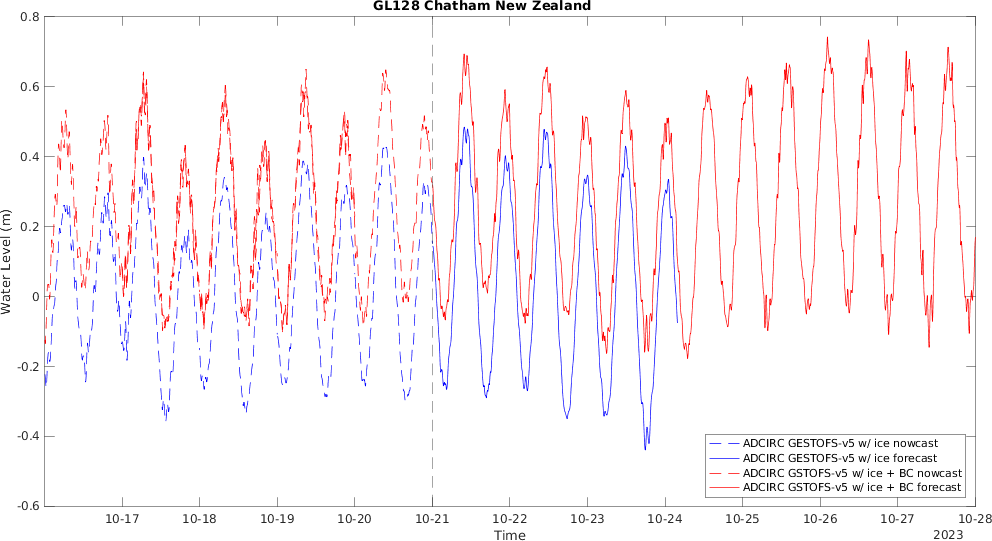 GL128 Chatham New Zealand
0.8
0.6
0.4
0.2
0
-0.2
-0.4
-0.6
Water Level (m)
ADCIRC GESTOFS-v5 w/ ice nowcast
ADCIRC GESTOFS-v5 w/ ice forecast
ADCIRC GSTOFS-v5 w/ ice + BC nowcast
ADCIRC GSTOFS-v5 w/ ice + BC forecast
10-17 10-18 10-19 10-20 10-21 10-22 10-23 10-24 10-25 10-26 10-27 10-28
Time
2023